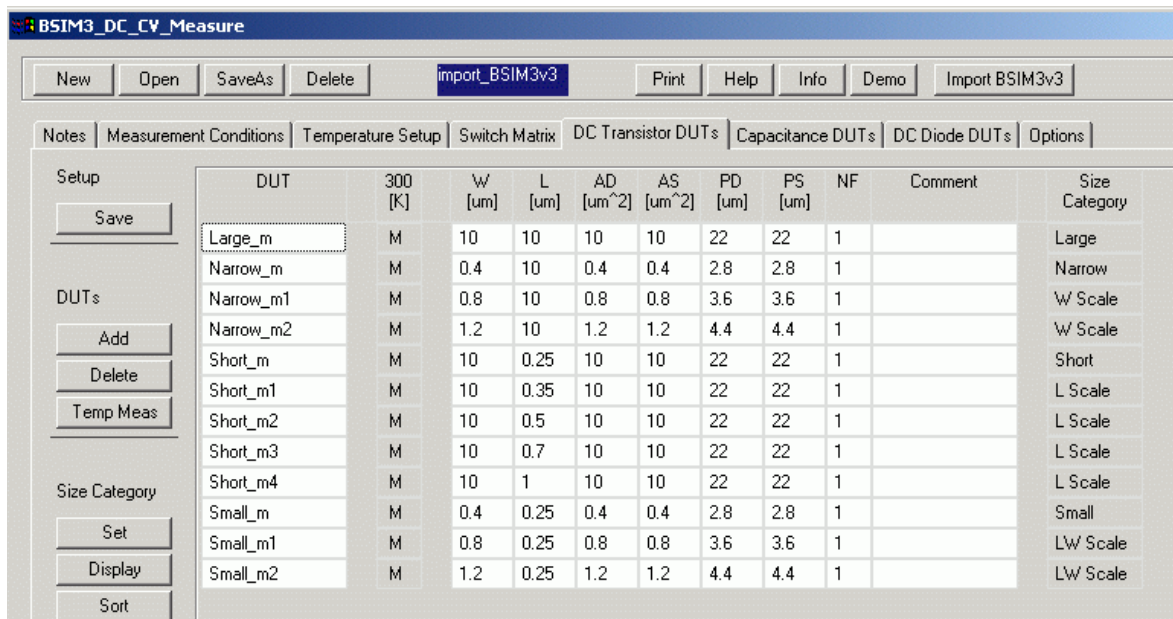 BSIM3_DC_CV_Measure
New Open SaveAs Delete import_BSIM3v3 Print Help Info Demo Import BSIM3v3
Notes Measurement Conditions Temperature Setup Switch Matrix DC Transistor DUTs Capacitance DUTs DC Diode DUTs Options
Setup
Save
DUTs
Add
Delete
Temp Meas
Size Category
Set
Display
Sort
DUT 300 W L AD AS PD PS NF Comment Size
[K] [um] [um] [um^2] [um^2] [um] [um] Category
Large_m M 10 10 10 10 22 22 1 Large
Narrow_m M 0.4 10 0.4 0.4 2.8 2.8 1 Narrow
Narrow_m1 M 0.8 10 0.8 0.8 3.6 3.6 1 W Scale
Narrow_m2 M 1.2 10 1.2 1.2 4.4 4.4 1 W Scale
Short_m M 10 0.25 10 10 22 22 1 Short
Short_m1 M 10 0.35 10 10 22 22 1 L Scale
Short_m2 M 10 0.5 10 10 22 22 1 L Scale
Short_m3 M 10 0.7 10 10 22 22 1 L Scale
Short_m4 M 10 1 10 10 22 22 1 L Scale
Small_m M 0.4 0.25 0.4 0.4 2.8 2.8 1 Small
Small_m1 M 0.8 0.25 0.8 0.8 3.6 3.6 1 LW Scale
Small_m2 M 1.2 0.25 1.2 1.2 4.4 4.4 1 LW Scale